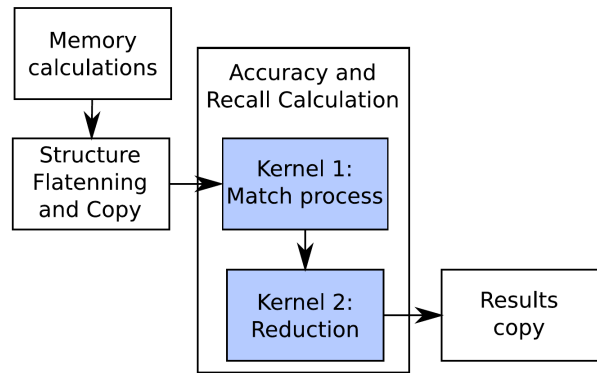 Memory
calculations
Structure
Flatenning
and Copy
Accuracy and
Recall Calculation
Kernel 1:
Match process
Kernel 2:
Reduction
Results
copy